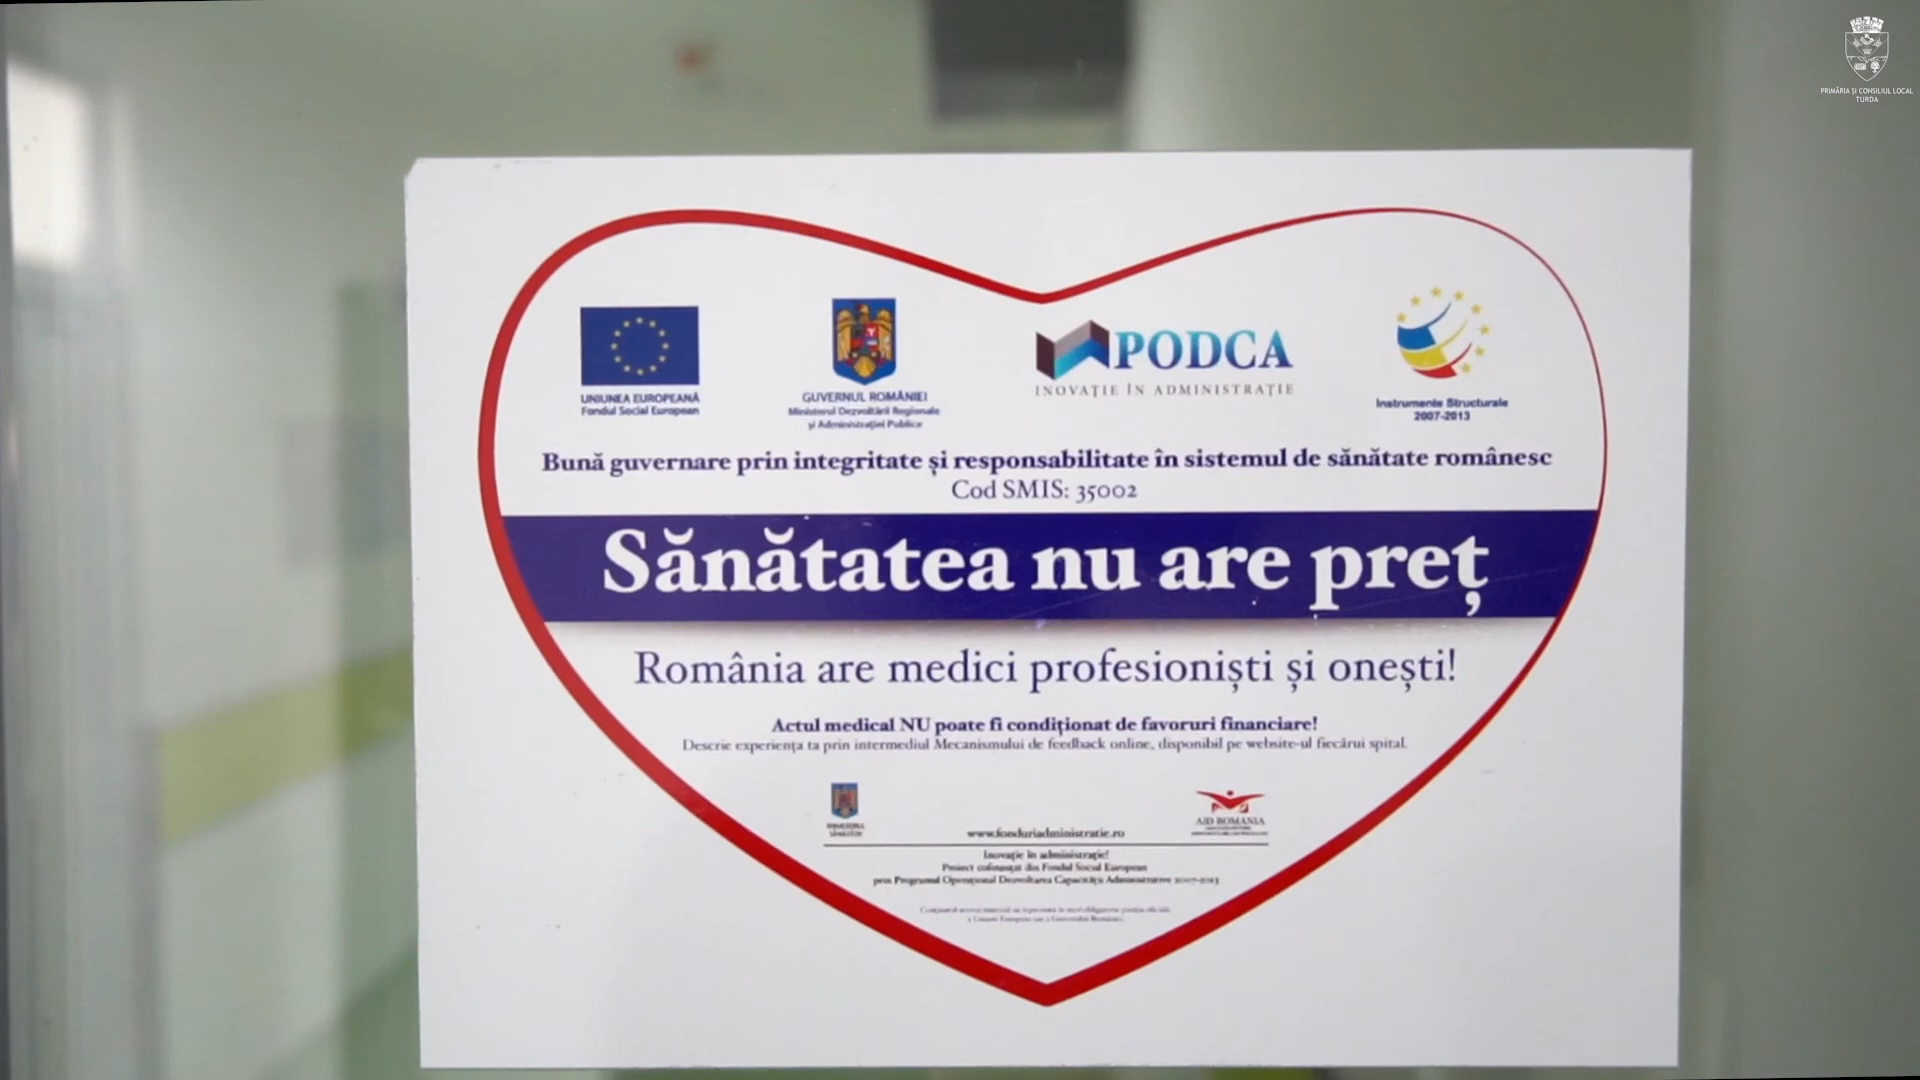 PRIMĂRIA ȘI CONSILIUL LOCAL
TURDA
UNIUNEA EUROPEANĂ
Fondul Social European
GUVERNUL ROMÂNIEI
Ministerul Dezvoltării Regionale
și Administrației Publice
PODCA
INOVAȚIE ÎN ADMINISTRAȚIE
Instrumente Structurale
2007-2013
Bună guvernare prin integritate și responsabilitate în sistemul de sănătate românesc
Cod SMIS: 35002
Sănătatea nu are preț
România are medici profesioniști și onești!
Actul medical NU poate fi condiționat de favoruri financiare!
Descrie experiența ta prin intermediul Mecanismului de feedback online, disponibil pe website-ul fiecărui spital.
MINISTERUL
SĂNĂTĂȚII
AID ROMANIA
www.fonduriadministratie.ro
Inovație în administrație!
Proiect cofinanțat din Fondul Social European
prin Programul Operațional Dezvoltarea Capacității Administrative 2007-2013